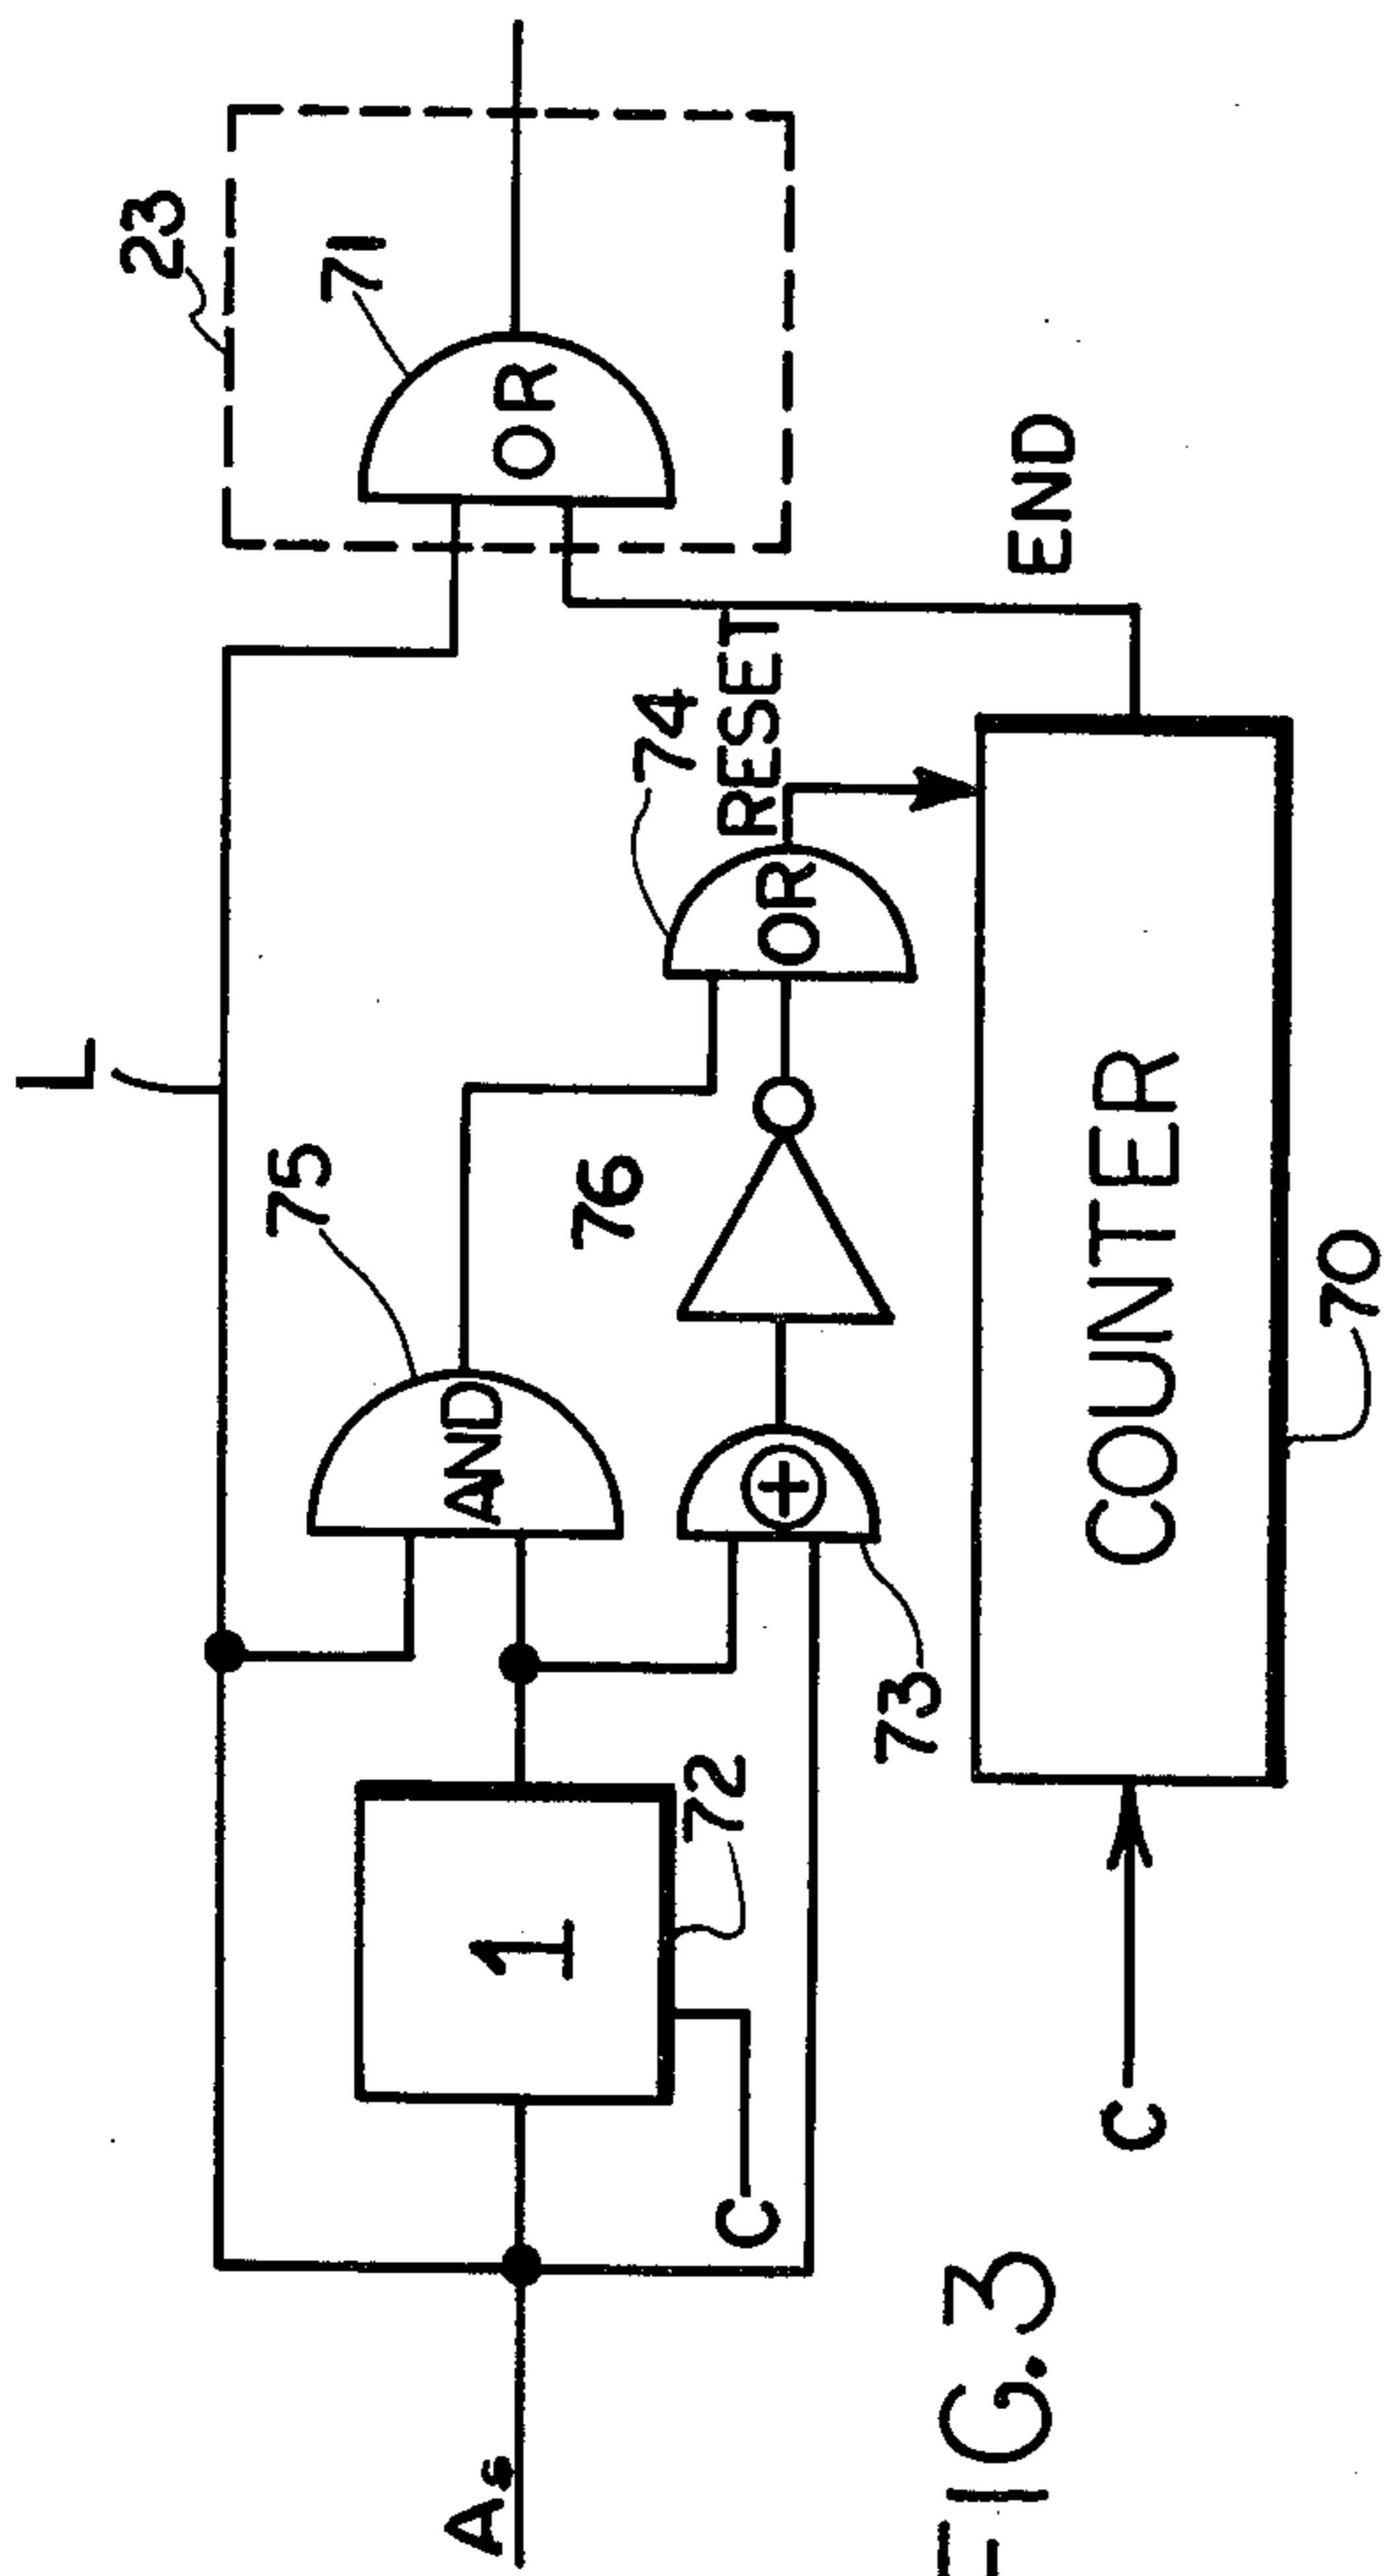 L
23
71
OR
75
AND
76
74
RESET
OR
END
1
72
73
As
C
C
COUNTER
70
FIG.3